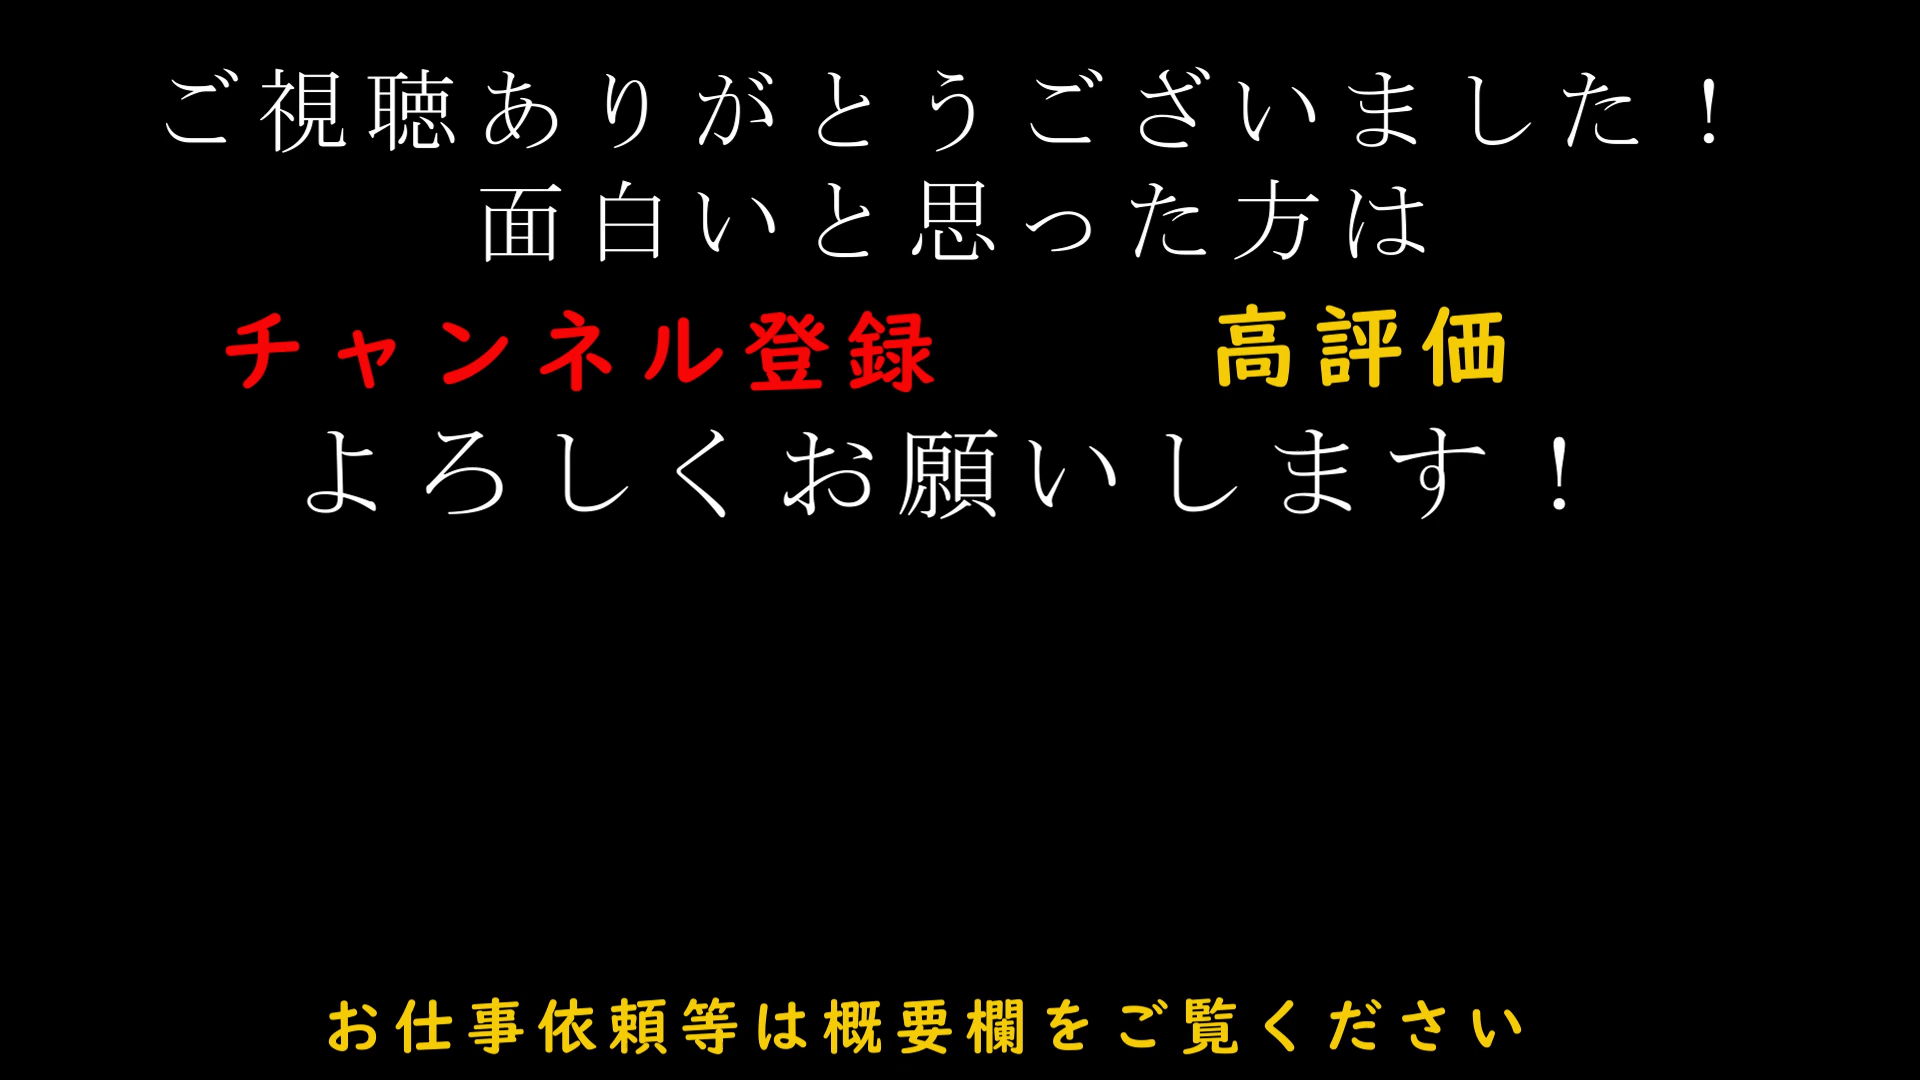 ご視聴ありがとうございました！
面白いと思った方は
チャンネル登録　高評価
よろしくお願いします！
お仕事依頼等は概要欄をご覧ください